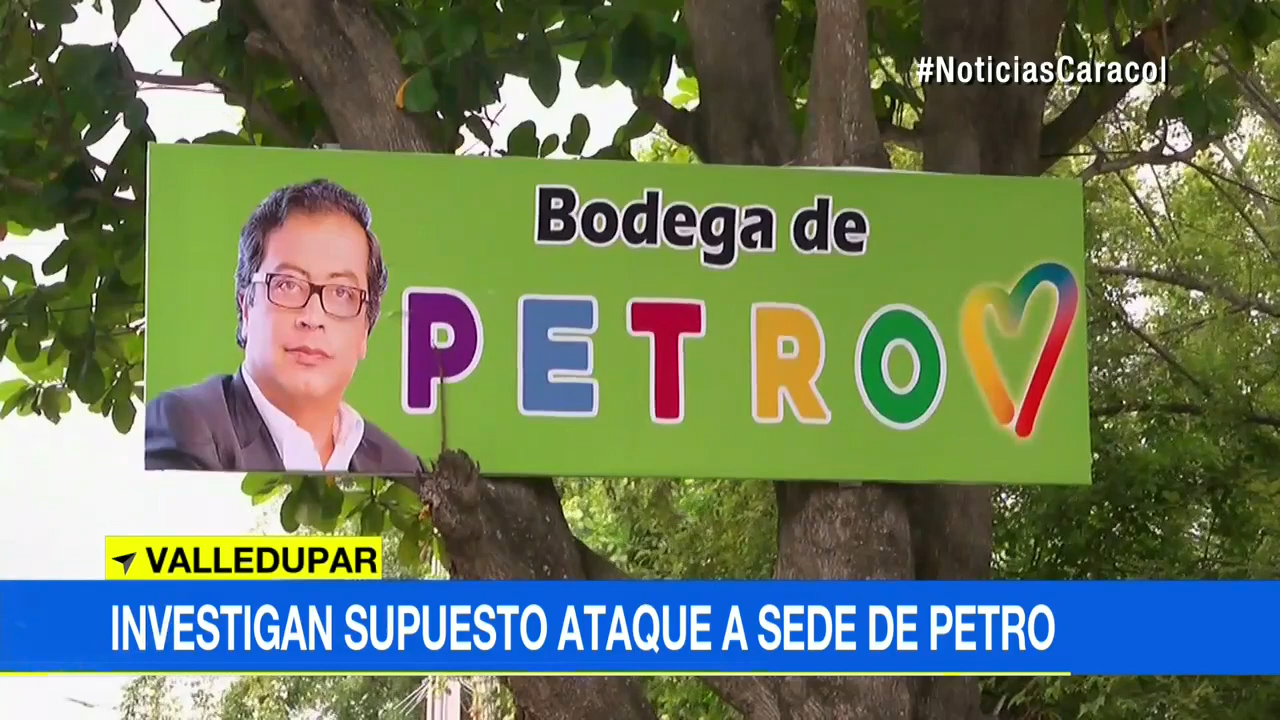 #NoticiasCaracol
Bodega de
PETRO
VALLEDUPAR
INVESTIGAN SUPUESTO ATAQUE A SEDE DE PETRO